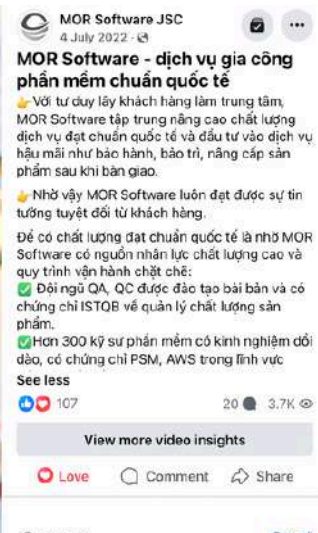 MOR Software JSC
4 July 2022 ·
MOR Software - dịch vụ gia công
phần mềm chuẩn quốc tế
👉Với tư duy lấy khách hàng làm trung tâm,
MOR Software tập trung nâng cao chất lượng
dịch vụ đạt chuẩn quốc tế và đầu tư vào dịch vụ
hậu mãi như bảo hành, bảo trì, nâng cấp sản
phẩm sau khi bàn giao.
👉Nhờ vậy MOR Software luôn đạt được sự tin
tưởng tuyệt đối từ khách hàng.
Để có chất lượng đạt chuẩn quốc tế là nhờ MOR
Software có nguồn nhân lực chất lượng cao và
quy trình vận hành chặt chẽ:
✅ Đội ngũ QA, QC được đào tạo bài bản và có
chứng chỉ ISTQB về quản lý chất lượng sản
phẩm.
✅Hơn 300 kỹ sư phần mềm có kinh nghiệm dồi
dào, có chứng chỉ PSM, AWS trong lĩnh vực
See less
107 20 3.7K
View more video insights
Love Comment Share